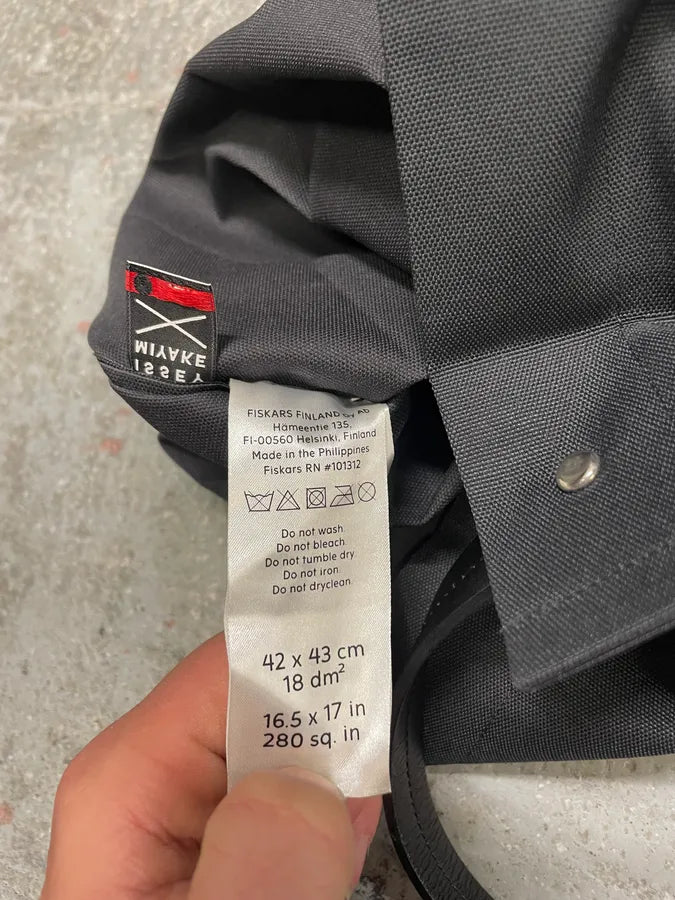 ISSEY
MIYAKE
FISKARS FINLAND OY AB
Hämeentie 135,
FI-00560 Helsinki, Finland
Made in the Philippines
Fiskars RN #101312
Do not wash.
Do not bleach.
Do not tumble dry.
Do not iron.
Do not dryclean.
42 x 43 cm
18 dm²
16.5 x 17 in
280 sq. in